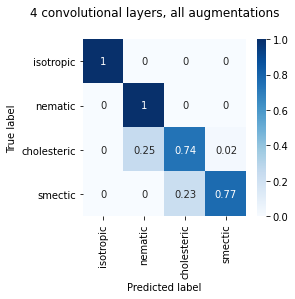 4 convolutional layers, all augmentations
isotropic 1 0 0 0
nematic 0 1 0 0
cholesteric 0 0.25 0.74 0.02
smectic 0 0 0.23 0.77
True label
isotropic
nematic
cholesteric
smectic
Predicted label
1.0
0.8
0.6
0.4
0.2
0.0